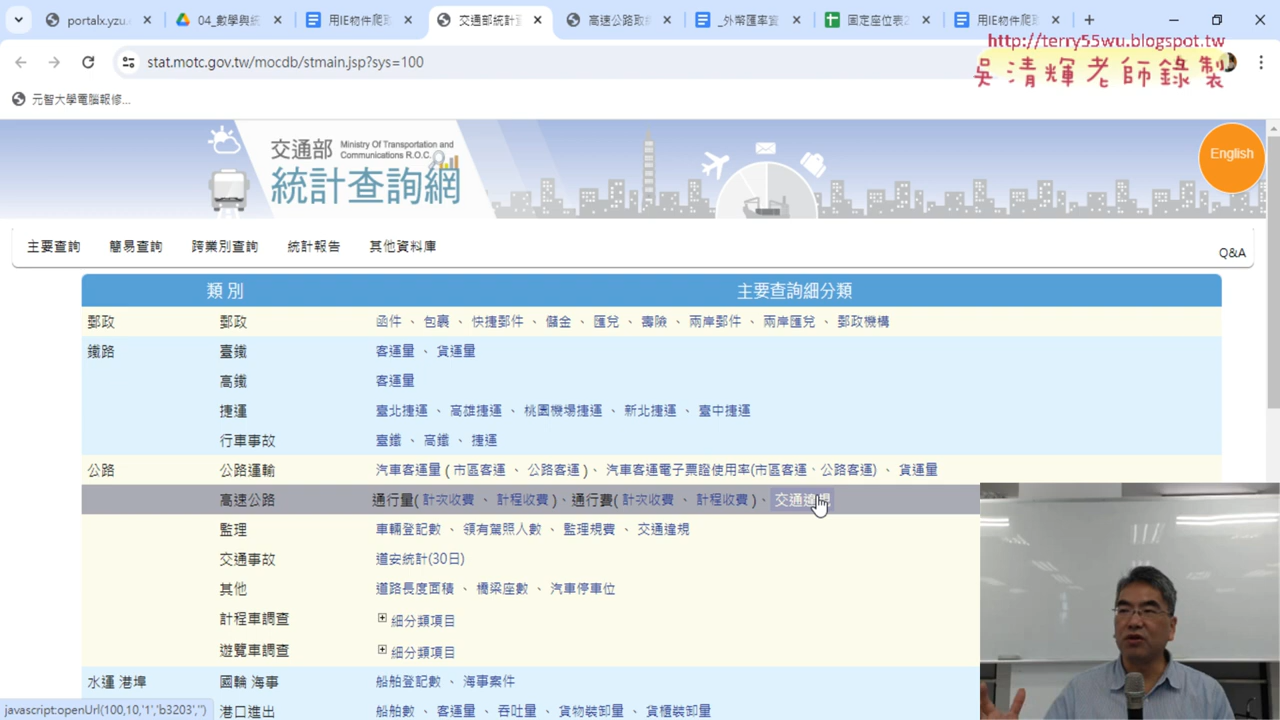 portalx.yzu.
04_數學與統
用IE物件爬取
交通部統計查
高速公路取締
_外幣匯率資
固定座位表2
用IE物件爬取
stat.motc.gov.tw/mocdb/stmain.jsp?sys=100
http://terry55wu.blogspot.tw
吳清輝老師錄製
元智大學電腦報修...
交通部 Ministry Of Transportation and
Communications R.O.C.
統計查詢網
English
主要查詢 簡易查詢 跨業別查詢 統計報告 其他資料庫
Q&A
類 別 主要查詢細分類
郵政 郵政 函件 、 包裹 、 快捷郵件 、 儲金 、 匯兌 、 壽險 、 兩岸郵件 、 兩岸匯兌 、 郵政機構
鐵路 臺鐵 客運量 、 貨運量
高鐵 客運量
捷運 臺北捷運 、 高雄捷運 、 桃園機場捷運 、 新北捷運 、 臺中捷運
行車事故 臺鐵 、 高鐵 、 捷運
公路 公路運輸 汽車客運量 ( 市區客運 、 公路客運 ) 、 汽車客運電子票證使用率(市區客運、公路客運) 、 貨運量
高速公路 通行量( 計次收費 、 計程收費 ) 、 通行費( 計次收費 、 計程收費 ) 、 交通違規
監理 車輛登記數 、 領有駕照人數 、 監理規費 、 交通違規
交通事故 道安統計(30日)
其他 道路長度面積 、 橋梁座數 、 汽車停車位
計程車調查 細分類項目
遊覽車調查 細分類項目
水運 港埠 國輪 海事 船舶登記數 、 海事案件
港口進出 船舶數 、 客運量 、 吞吐量 、 貨物裝卸量 、 貨櫃裝卸量
javascript:openUrl(100,10,'1','b3203','')